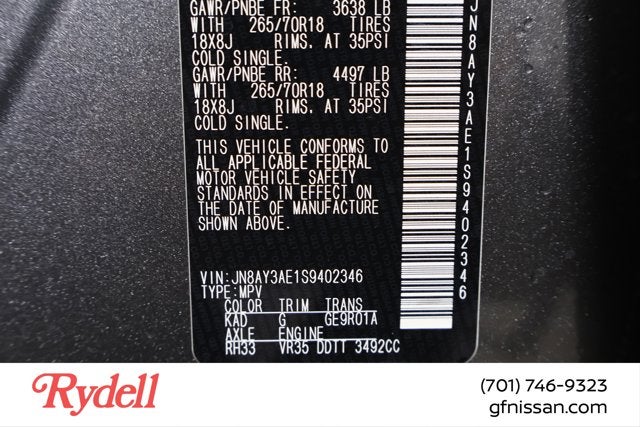 GAWR/PNBE FR: 3638 LB
WITH 265/70R18 TIRES
18X8J RIMS, AT 35PSI
COLD SINGLE.
GAWR/PNBE RR: 4497 LB
WITH 265/70R18 TIRES
18X8J RIMS, AT 35PSI
COLD SINGLE.
THIS VEHICLE CONFORMS TO
ALL APPLICABLE FEDERAL
MOTOR VEHICLE SAFETY
STANDARDS IN EFFECT ON
THE DATE OF MANUFACTURE
SHOWN ABOVE.
VIN:JN8AY3AE1S9402346
TYPE:MPV
COLOR TRIM TRANS
KAD G GE9R01A
AXLE ENGINE
RH33 VR35 DDTT 3492CC
JN8AY3AE1S9402346
Rydell
(701) 746-9323
gfnissan.com